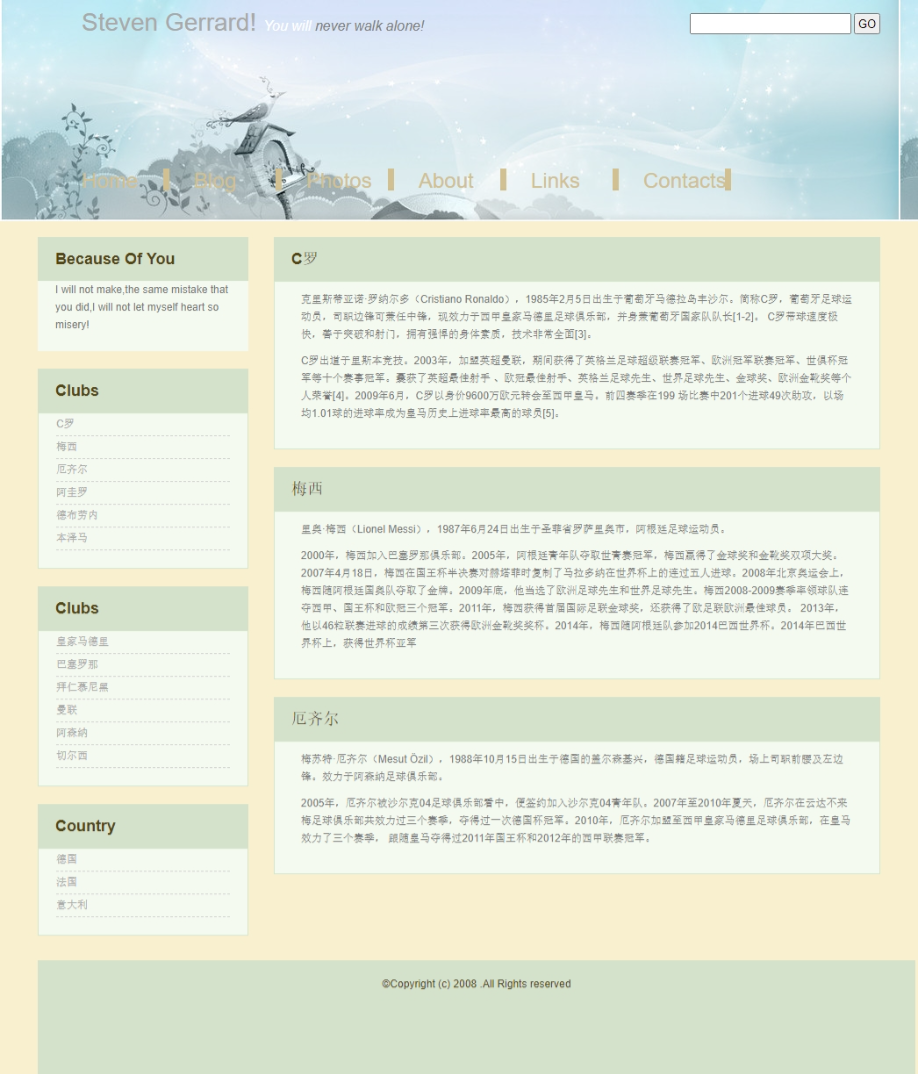 Steven Gerrard! You will never walk alone!
GO
Home Blog Photos About Links Contacts
Because Of You
I will not make,the same mistake that
you did,I will not let myself heart so
misery!
Clubs
C罗
梅西
厄齐尔
阿圭罗
德布劳内
本泽马
Clubs
皇家马德里
巴塞罗那
拜仁慕尼黑
曼联
阿森纳
切尔西
Country
德国
法国
意大利
C罗
克里斯蒂亚诺·罗纳尔多（Cristiano Ronaldo），1985年2月5日出生于葡萄牙马德拉岛丰沙尔。简称C罗，葡萄牙足球运
动员，司职边锋可兼任中锋，现效力于西甲皇家马德里足球俱乐部，并身兼葡萄牙国家队队长[1-2]。 C罗带球速度极
快，善于突破和射门，拥有强悍的身体素质，技术非常全面[3]。
C罗出道于里斯本竞技。2003年，加盟英超曼联，期间获得了英格兰足球超级联赛冠军、欧洲冠军联赛冠军、世俱杯冠
军等十个赛事冠军。囊获了英超最佳射手 、欧冠最佳射手、英格兰足球先生、世界足球先生、金球奖、欧洲金靴奖等个
人荣誉[4]。2009年6月，C罗以身价9600万欧元转会至西甲皇马。前四赛季在199 场比赛中201个进球49次助攻，以场
均1.01球的进球率成为皇马历史上进球率最高的球员[5]。
梅西
里奥·梅西（Lionel Messi），1987年6月24日出生于圣菲省罗萨里奥市，阿根廷足球运动员。
2000年，梅西加入巴塞罗那俱乐部。2005年，阿根廷青年队夺取世青赛冠军，梅西赢得了金球奖和金靴奖双项大奖。
2007年4月18日，梅西在国王杯半决赛对赫塔菲时复制了马拉多纳在世界杯上的连过五人进球。2008年北京奥运会上，
梅西随阿根廷国奥队夺取了金牌。2009年底，他当选了欧洲足球先生和世界足球先生。梅西2008-2009赛季率领球队连
夺西甲、国王杯和欧冠三个冠军。2011年，梅西获得首届国际足联金球奖，还获得了欧足联欧洲最佳球员。 2013年，
他以46粒联赛进球的成绩第三次获得欧洲金靴奖奖杯。2014年，梅西随阿根廷队参加2014巴西世界杯。2014年巴西世
界杯上，获得世界杯亚军
厄齐尔
梅苏特·厄齐尔（Mesut Özil），1988年10月15日出生于德国的盖尔森基兴，德国籍足球运动员，场上司职前腰及左边
锋。效力于阿森纳足球俱乐部。
2005年，厄齐尔被沙尔克04足球俱乐部看中，便签约加入沙尔克04青年队。2007年至2010年夏天，厄齐尔在云达不来
梅足球俱乐部共效力过三个赛季，夺得过一次德国杯冠军。2010年，厄齐尔加盟至西甲皇家马德里足球俱乐部，在皇马
效力了三个赛季， 跟随皇马夺得过2011年国王杯和2012年的西甲联赛冠军。
©Copyright (c) 2008 .All Rights reserved